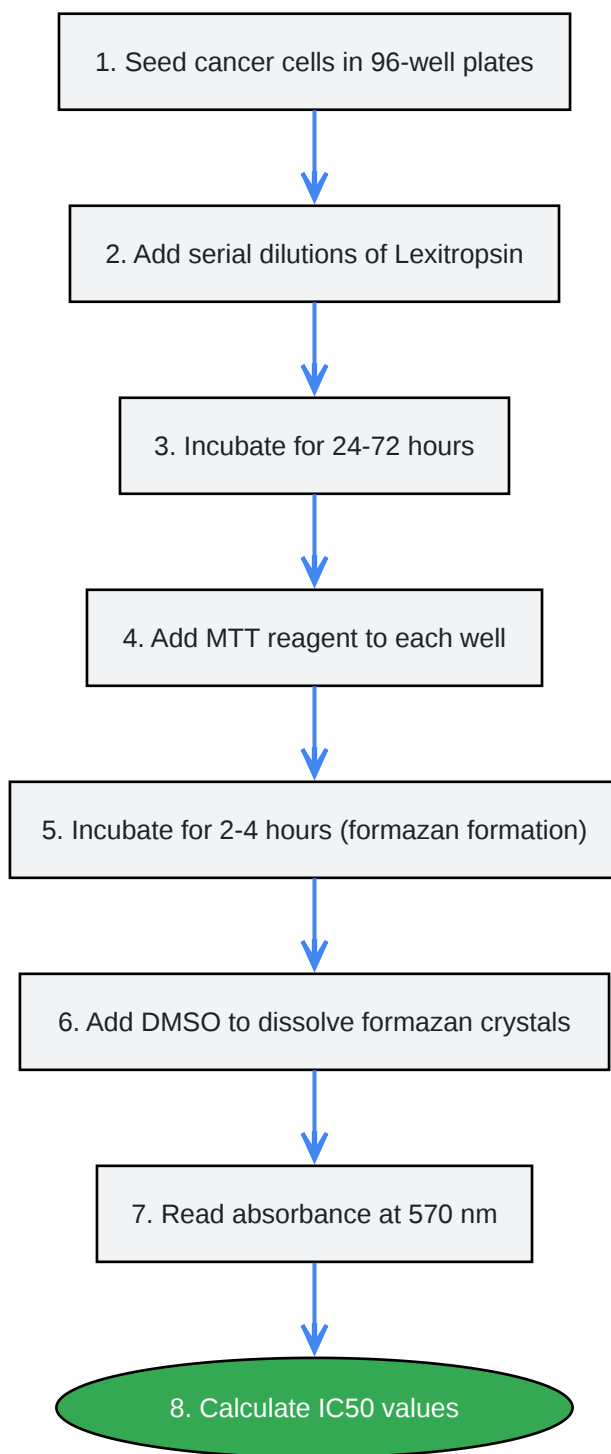 1. Seed cancer cells in 96-well plates
2. Add serial dilutions of Lexitropsin
3. Incubate for 24-72 hours
4. Add MTT reagent to each well
5. Incubate for 2-4 hours (formazan formation)
6. Add DMSO to dissolve formazan crystals
7. Read absorbance at 570 nm
8. Calculate IC50 values